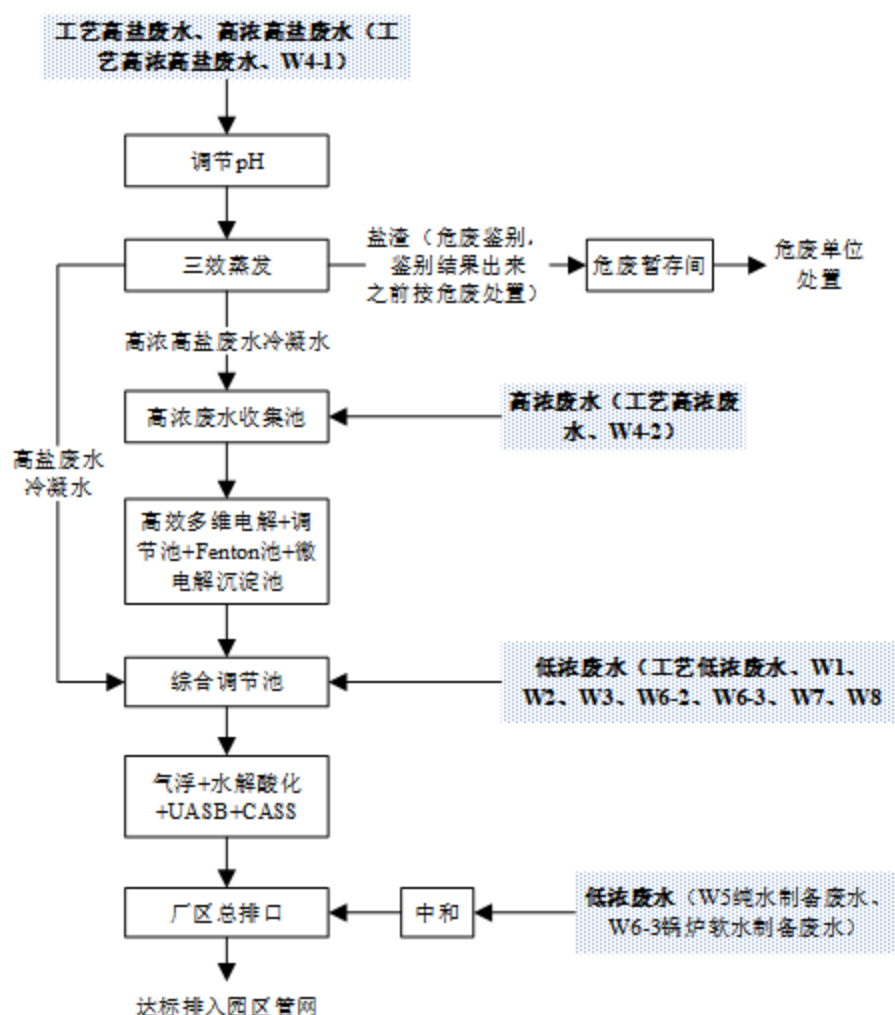 工艺高盐废水、高浓高盐废水（工
艺高浓高盐废水、W4-1）
调节pH
三效蒸发
盐渣（危废鉴别，
鉴别结果出来
之前按危废处置）
危废暂存间
危废单位
处置
高浓高盐废水冷凝水
高浓废水收集池
高浓废水（工艺高浓废
水、W4-2）
高盐废水
冷凝水
高效多维电解+调
节池+Fenton池+微
电解沉淀池
综合调节池
低浓废水（工艺低浓废水、W1、
W2、W3、W6-2、W6-3、W7、W8
气浮+水解酸化
+UASB+CASS
厂区总排口
中和
低浓废水（W5纯水制备废水、
W6-3锅炉软水制备废水）
达标排入园区管网